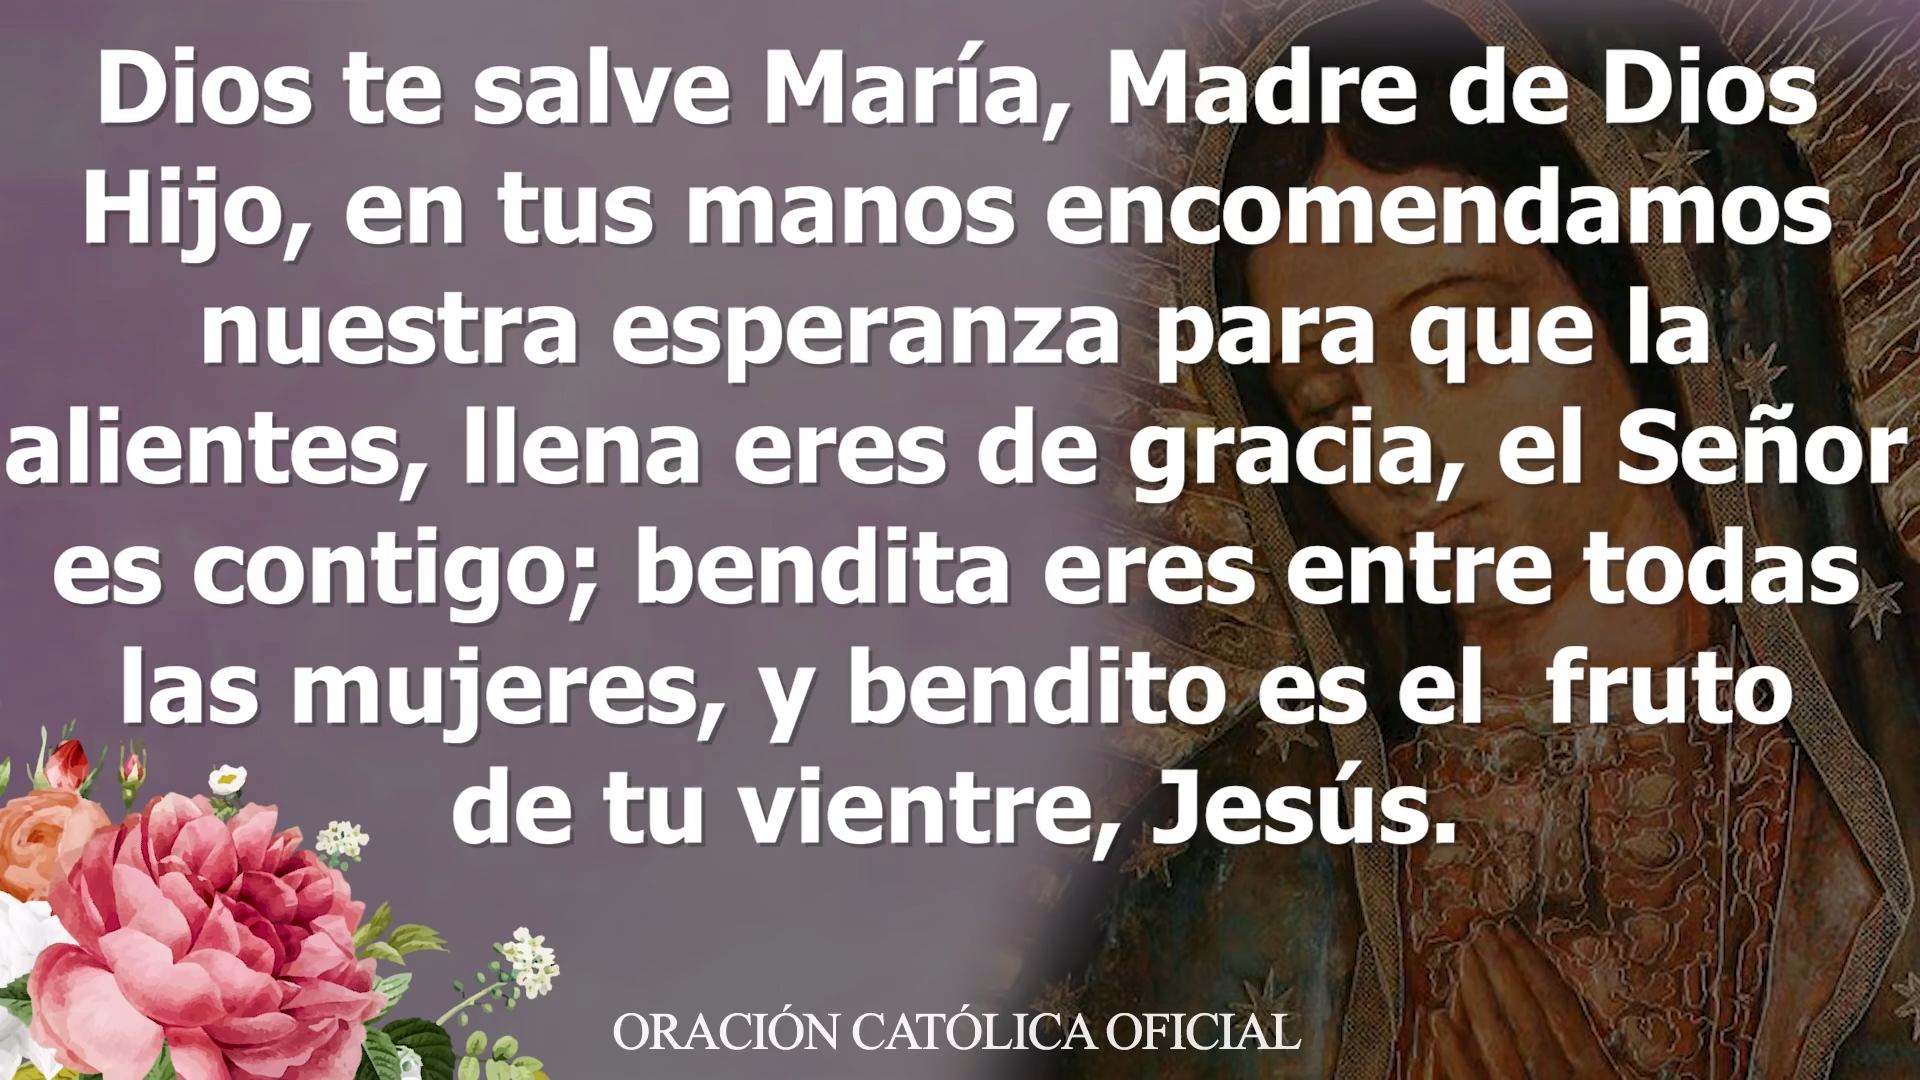 Dios te salve María, Madre de Dios
Hijo, en tus manos encomendamos
nuestra esperanza para que la
alientes, llena eres de gracia, el Señor
es contigo; bendita eres entre todas
las mujeres, y bendito es el  fruto
de tu vientre, Jesús.
ORACIÓN CATÓLICA OFICIAL